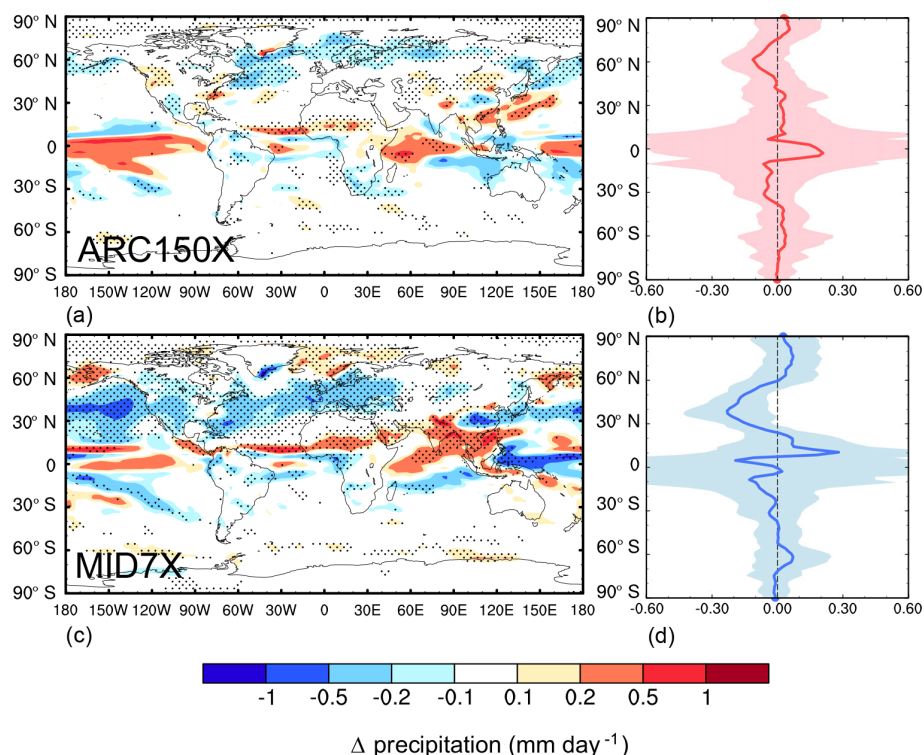 90° N
60° N
30° N
0
30° S
60° S
90° S
ARC150X
180 150W 120W 90W 60W 30W 0 30E 60E 90E 120E 150E 180
(a)
90° N
60° N
30° N
0
30° S
60° S
90° S
-0.60 -0.30 0.00 0.30 0.60
(b)
90° N
60° N
30° N
0
30° S
60° S
90° S
MID7X
180 150W 120W 90W 60W 30W 0 30E 60E 90E 120E 150E 180
(c)
90° N
60° N
30° N
0
30° S
60° S
90° S
-0.60 -0.30 0.00 0.30 0.60
(d)
-1 -0.5 -0.2 -0.1 0.1 0.2 0.5 1
Δ precipitation (mm day⁻¹)